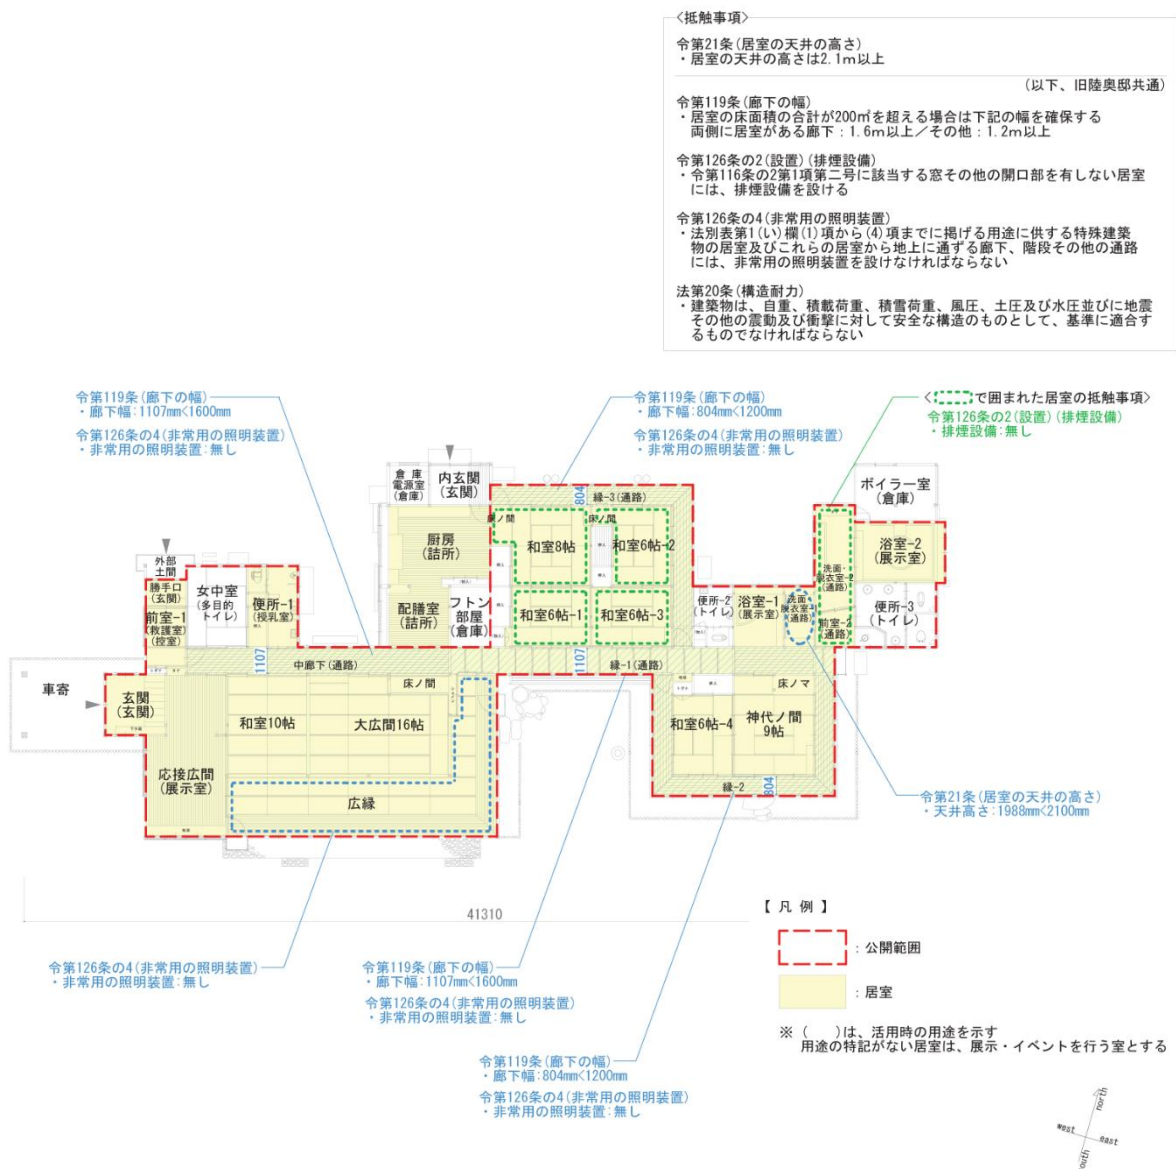 <抵触事項>
令第21条(居室の天井の高さ)
・居室の天井の高さは2.1m以上
(以下、旧陸奥邸共通)
令第119条(廊下の幅)
・居室の床面積の合計が200㎡を超える場合は下記の幅を確保する
両側に居室がある廊下：1.6m以上／その他：1.2m以上
令第126条の2(設置)(排煙設備)
・令第116条の2第1項第二号に該当する窓その他の開口部を有しない居室
には、排煙設備を設ける
令第126条の4(非常用の照明装置)
・法別表第1(い)欄(1)項から(4)項までに掲げる用途に供する特殊建築
物の居室及びこれらの居室から地上に通ずる廊下、階段その他の通路
には、非常用の照明装置を設けなければならない
法第20条(構造耐力)
・建築物は、自重、積載荷重、積雪荷重、風圧、土圧及び水圧並びに地震
その他の震動及び衝撃に対して安全な構造のものとして、基準に適合す
るものでなければならない
令第119条(廊下の幅)
・廊下幅:1107mm<1600mm
令第126条の4(非常用の照明装置)
・非常用の照明装置:無し
令第119条(廊下の幅)
・廊下幅:804mm<1200mm
令第126条の4(非常用の照明装置)
・非常用の照明装置:無し
< で囲まれた居室の抵触事項>
令第126条の2(設置)(排煙設備)
・排煙設備:無し
倉庫
電源室
(倉庫)
内玄関
(玄関)
804
縁-3(通路)
ボイラー室
(倉庫)
床ノ間
床ノ間
厨房
(詰所)
和室8帖
和室6帖-2
浴室-2
(展示室)
外部
土間
勝手口
(玄関)
女中室
(多目的
トイレ)
便所-1
(授乳室)
洗面・
脱衣室-2
(通路)
前室-1
(救護室)
(控室)
配膳室
(詰所)
フトン
部屋
(倉庫)
和室6帖-1
和室6帖-3
便所-2
(トイレ)
浴室-1
(展示室)
洗面・
脱衣室-1
(通路)
前室-2
(通路)
便所-3
(トイレ)
中廊下(通路)
1107
1107
縁-1(通路)
車寄
玄関
(玄関)
床ノ間
床ノマ
和室10帖
大広間16帖
和室6帖-4
神代ノ間
9帖
応接広間
(展示室)
広縁
縁-2
804
令第21条(居室の天井の高さ)
・天井高さ:1988mm<2100mm
41310
【 凡 例 】
：公開範囲
：居室
※（ ）は、活用時の用途を示す
用途の特記がない居室は、展示・イベントを行う室とする
令第126条の4(非常用の照明装置)
・非常用の照明装置:無し
令第119条(廊下の幅)
・廊下幅:1107mm<1600mm
令第126条の4(非常用の照明装置)
・非常用の照明装置:無し
令第119条(廊下の幅)
・廊下幅:804mm<1200mm
令第126条の4(非常用の照明装置)
・非常用の照明装置:無し
north
west
east
south